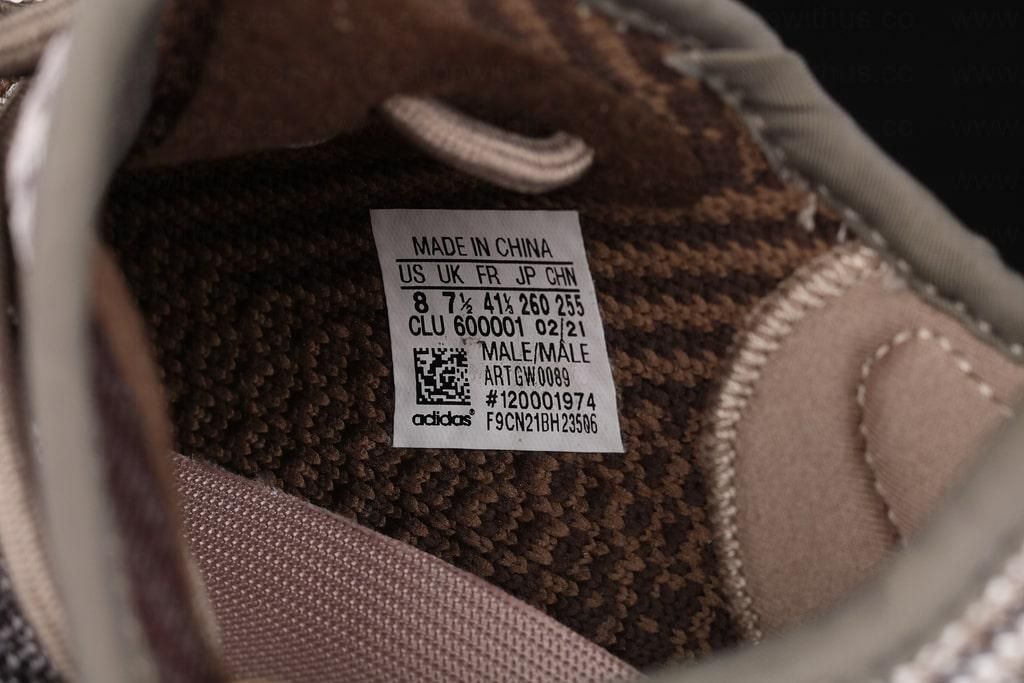 MADE IN CHINA
US UK FR JP CHN
8 7½ 41⅓ 260 255
CLU 600001 02/21
MALE/MÂLE
ART GW0089
#120001974
adidas® F9CN21BH23506